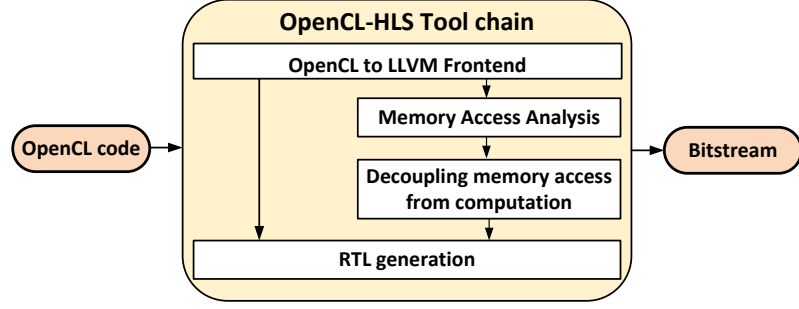 OpenCL-HLS Tool chain
OpenCL to LLVM Frontend
Memory Access Analysis
OpenCL code
Bitstream
Decoupling memory access
from computation
RTL generation